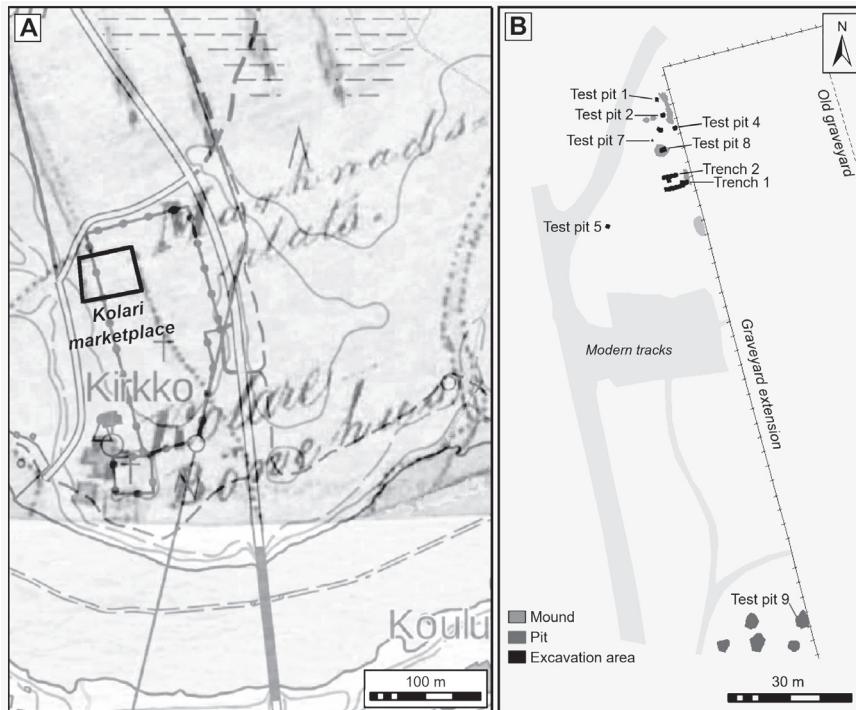 A
Marknads-
plats.
Kolari
marketplace
Kirkko
Kolare
Koulu
100 m
B
N
Old graveyard
Test pit 1
Test pit 2
Test pit 4
Test pit 7
Test pit 8
Trench 2
Trench 1
Test pit 5
Modern tracks
Graveyard extension
Test pit 9
Mound
Pit
Excavation area
30 m